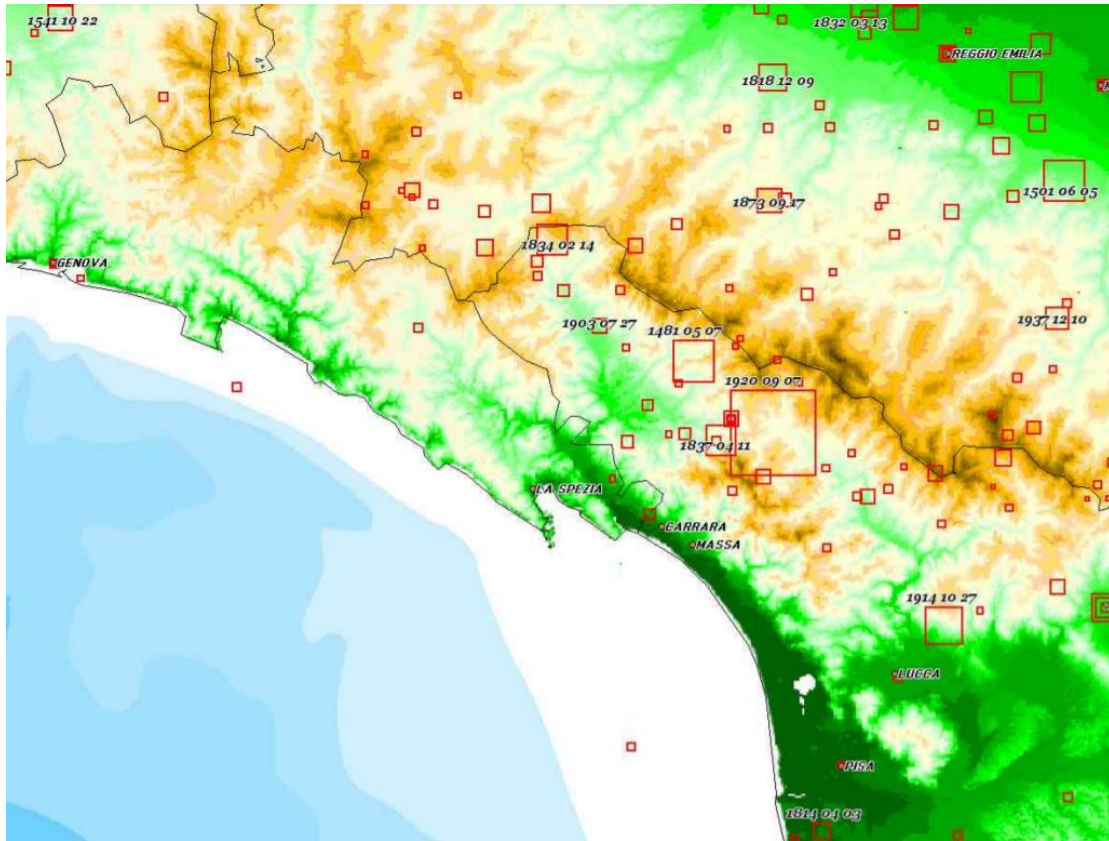 1541 10 22
1832 03 13
REGGIO EMILIA
1818 12 09
1501 06 05
1873 09 17
1834 02 14
GENOVA
1903 07 27
1481 05 07
1937 12 10
1920 09 07
1837 04 11
LA SPEZIA
CARRARA
MASSA
1914 10 27
LUCCA
PISA
1814 04 03